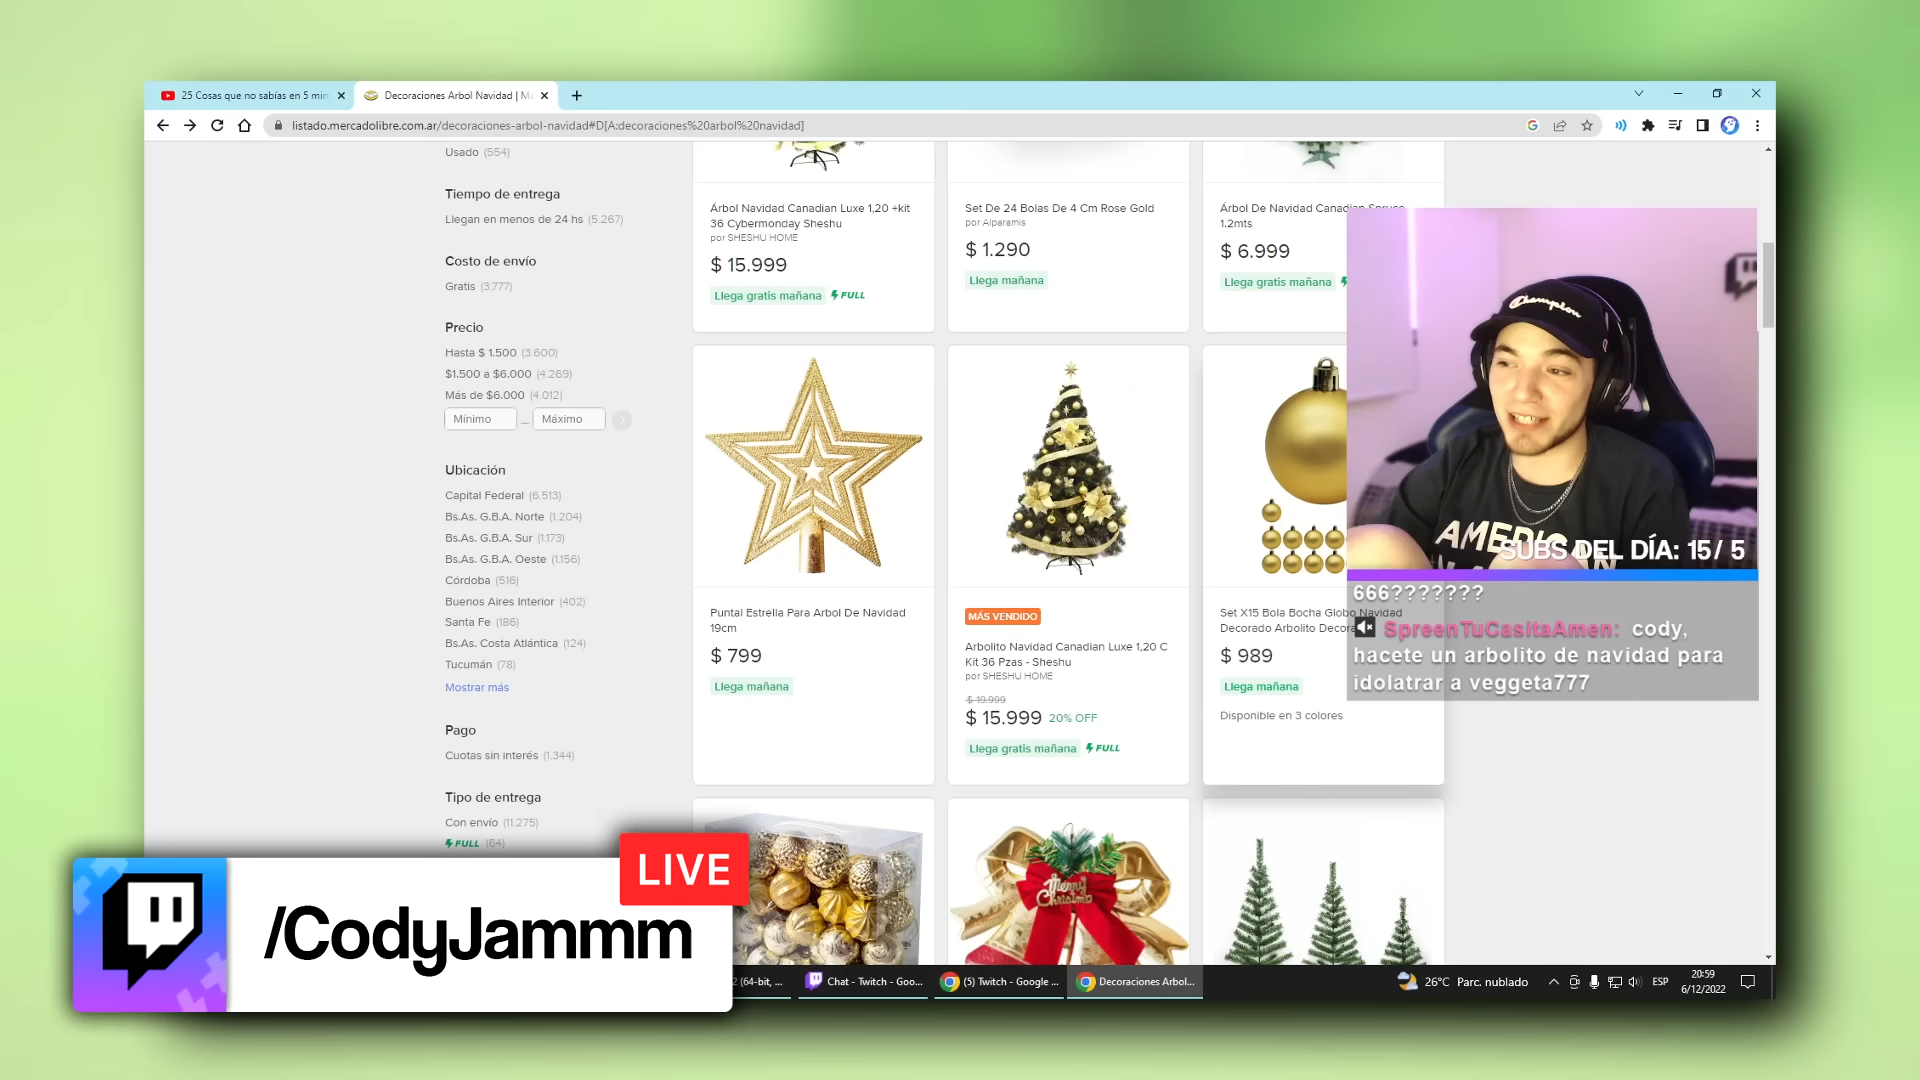 25 Cosas que no sabías en 5 min
Decoraciones Arbol Navidad | M
listado.mercadolibre.com.ar/decoraciones-arbol-navidad#D[A:decoraciones%20arbol%20navidad]
Usado (554)
Tiempo de entrega
Llegan en menos de 24 hs (5.267)
Costo de envío
Gratis (3.777)
Precio
Hasta $ 1.500 (3.600)
$1.500 a $6.000 (4.269)
Más de $6.000 (4.012)
Mínimo — Máximo
Ubicación
Capital Federal (6.513)
Bs.As. G.B.A. Norte (1.204)
Bs.As. G.B.A. Sur (1.173)
Bs.As. G.B.A. Oeste (1.156)
Córdoba (516)
Buenos Aires Interior (402)
Santa Fe (186)
Bs.As. Costa Atlántica (124)
Tucumán (78)
Mostrar más
Pago
Cuotas sin interés (1.344)
Tipo de entrega
Con envío (11.275)
FULL (64)
Árbol Navidad Canadian Luxe 1,20 +kit
36 Cybermonday Sheshu
por SHESHU HOME
$ 15.999
Llega gratis mañana FULL
Set De 24 Bolas De 4 Cm Rose Gold
por Alparamis
$ 1.290
Llega mañana
Árbol De Navidad Canadian Spruce
1.2mts
$ 6.999
Llega gratis mañana
Puntal Estrella Para Arbol De Navidad
19cm
$ 799
Llega mañana
MÁS VENDIDO
Arbolito Navidad Canadian Luxe 1,20 C
Kit 36 Pzas - Sheshu
por SHESHU HOME
$ 19.999
$ 15.999 20% OFF
Llega gratis mañana FULL
Set X15 Bola Bocha Globo Navidad
Decorado Arbolito Decora
$ 989
Llega mañana
Disponible en 3 colores
Merry
Christmas
Champion
AMERICAN
SUBS DEL DÍA: 15/ 5
666???????
SpreenTuCasitaAmen: cody,
hacete un arbolito de navidad para
idolatrar a veggeta777
LIVE
/CodyJammm
2 (64-bit, ...
Chat - Twitch - Goo...
(5) Twitch - Google ...
Decoraciones Arbol...
26°C Parc. nublado
ESP
20:59
6/12/2022